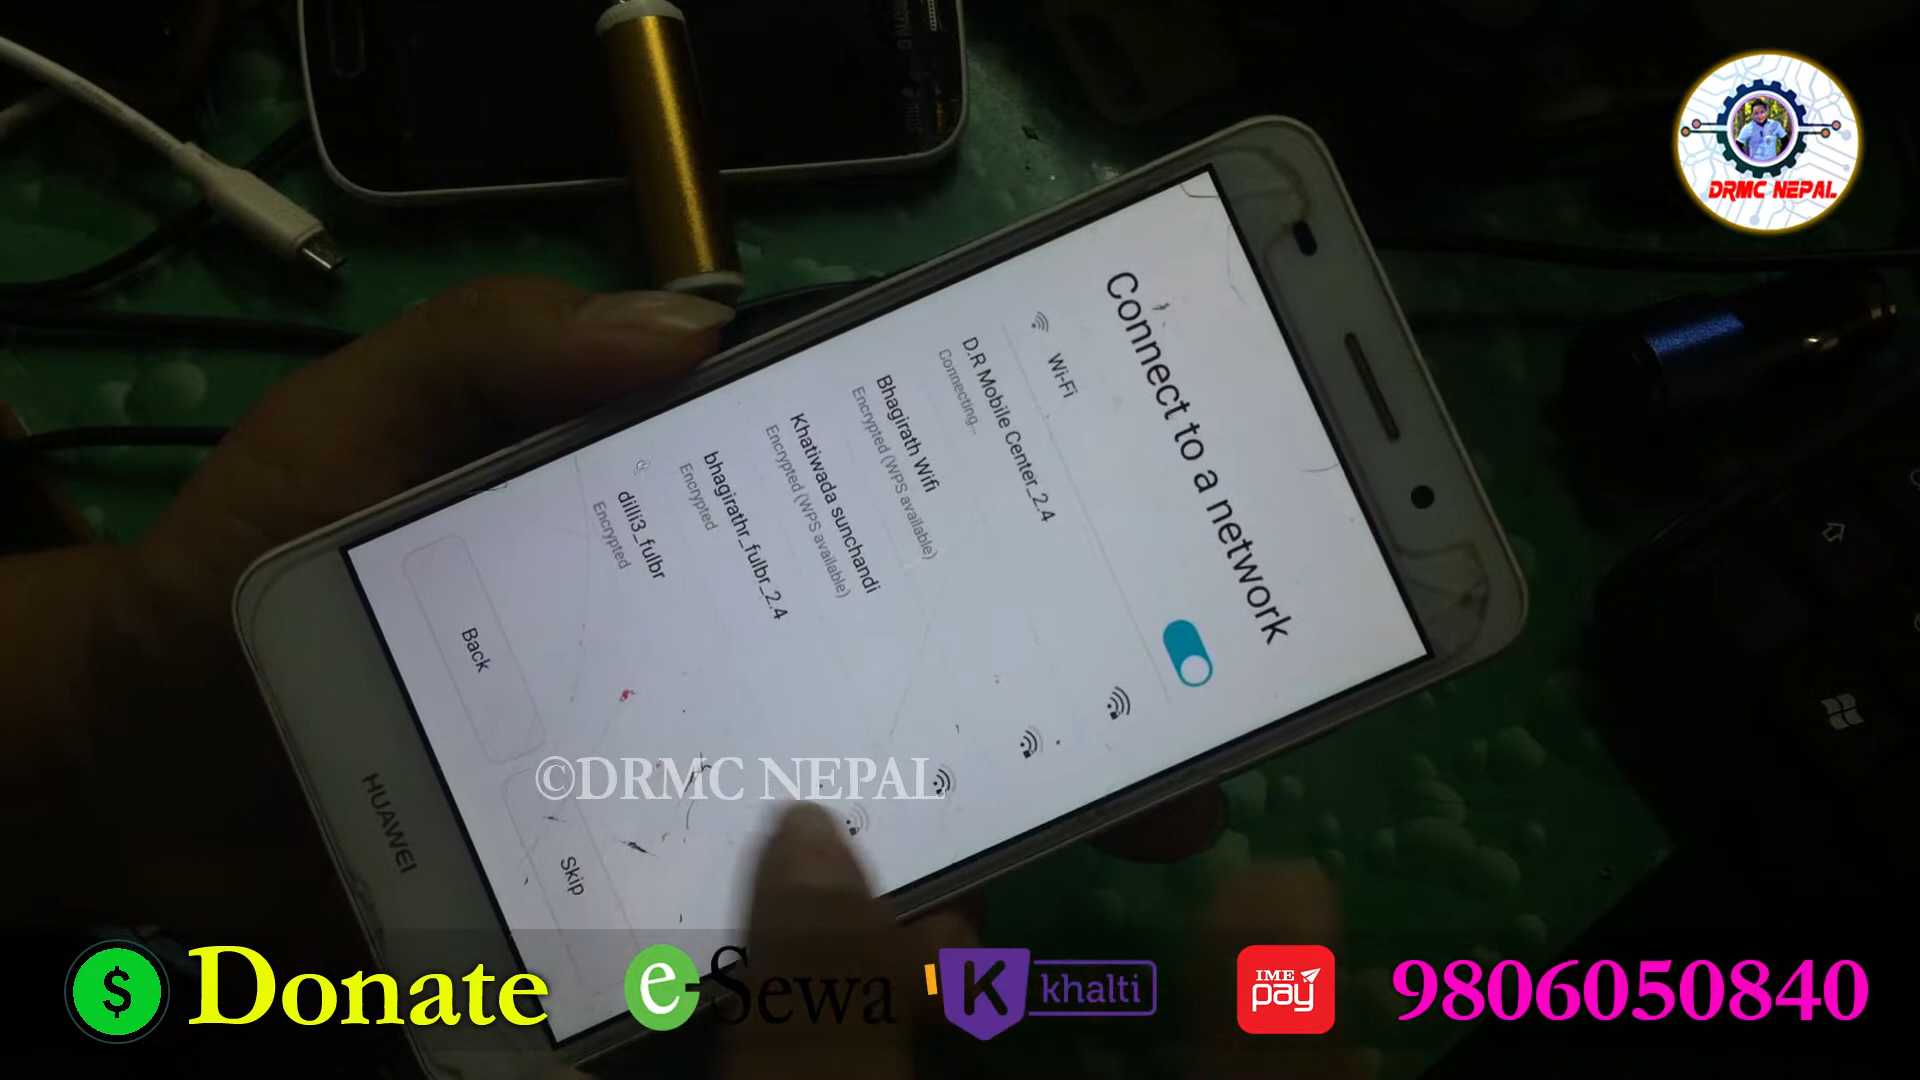 DRMC NEPAL
Connect to a network
Wi-Fi
D.R Mobile Center_2.4
Connecting...
Bhagirath Wifi
Encrypted (WPS available)
Khatiwada sunchandi
Encrypted (WPS available)
bhagirathr_fulbr_2.4
Encrypted
dilli3_fulbr
Encrypted
Back
Skip
HUAWEI
©DRMC NEPAL
$ Donate
e-Sewa
K khalti
IME pay
9806050840